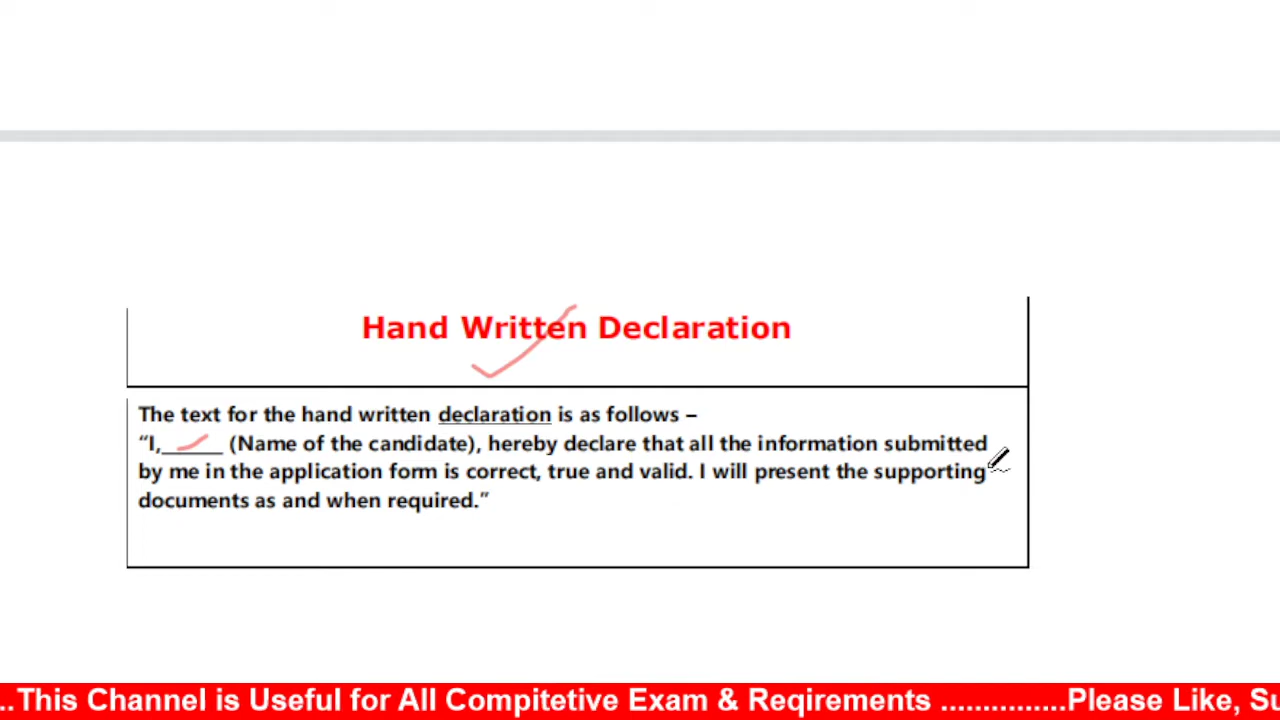 Hand Written Declaration
The text for the hand written declaration is as follows –
“I,______ (Name of the candidate), hereby declare that all the information submitted
by me in the application form is correct, true and valid. I will present the supporting
documents as and when required.”
..This Channel is Useful for All Compitetive Exam & Reqirements ...............Please Like, Su